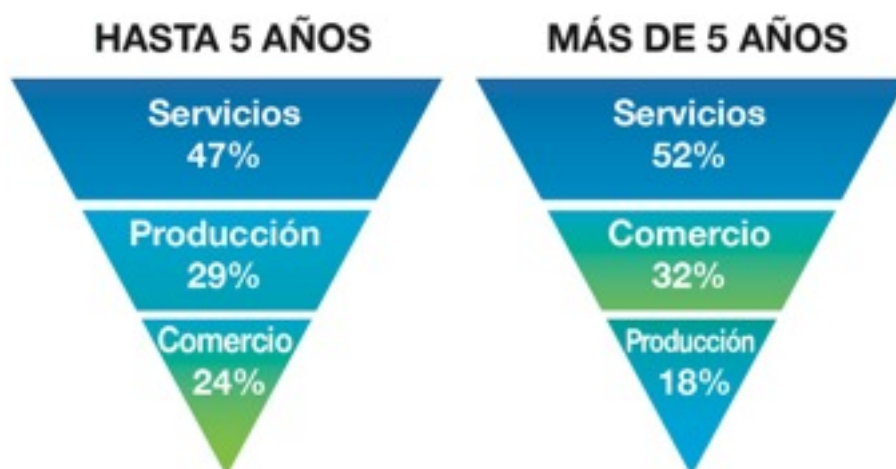 HASTA 5 AÑOS
Servicios
47%
Producción
29%
Comercio
24%
MÁS DE 5 AÑOS
Servicios
52%
Comercio
32%
Producción
18%